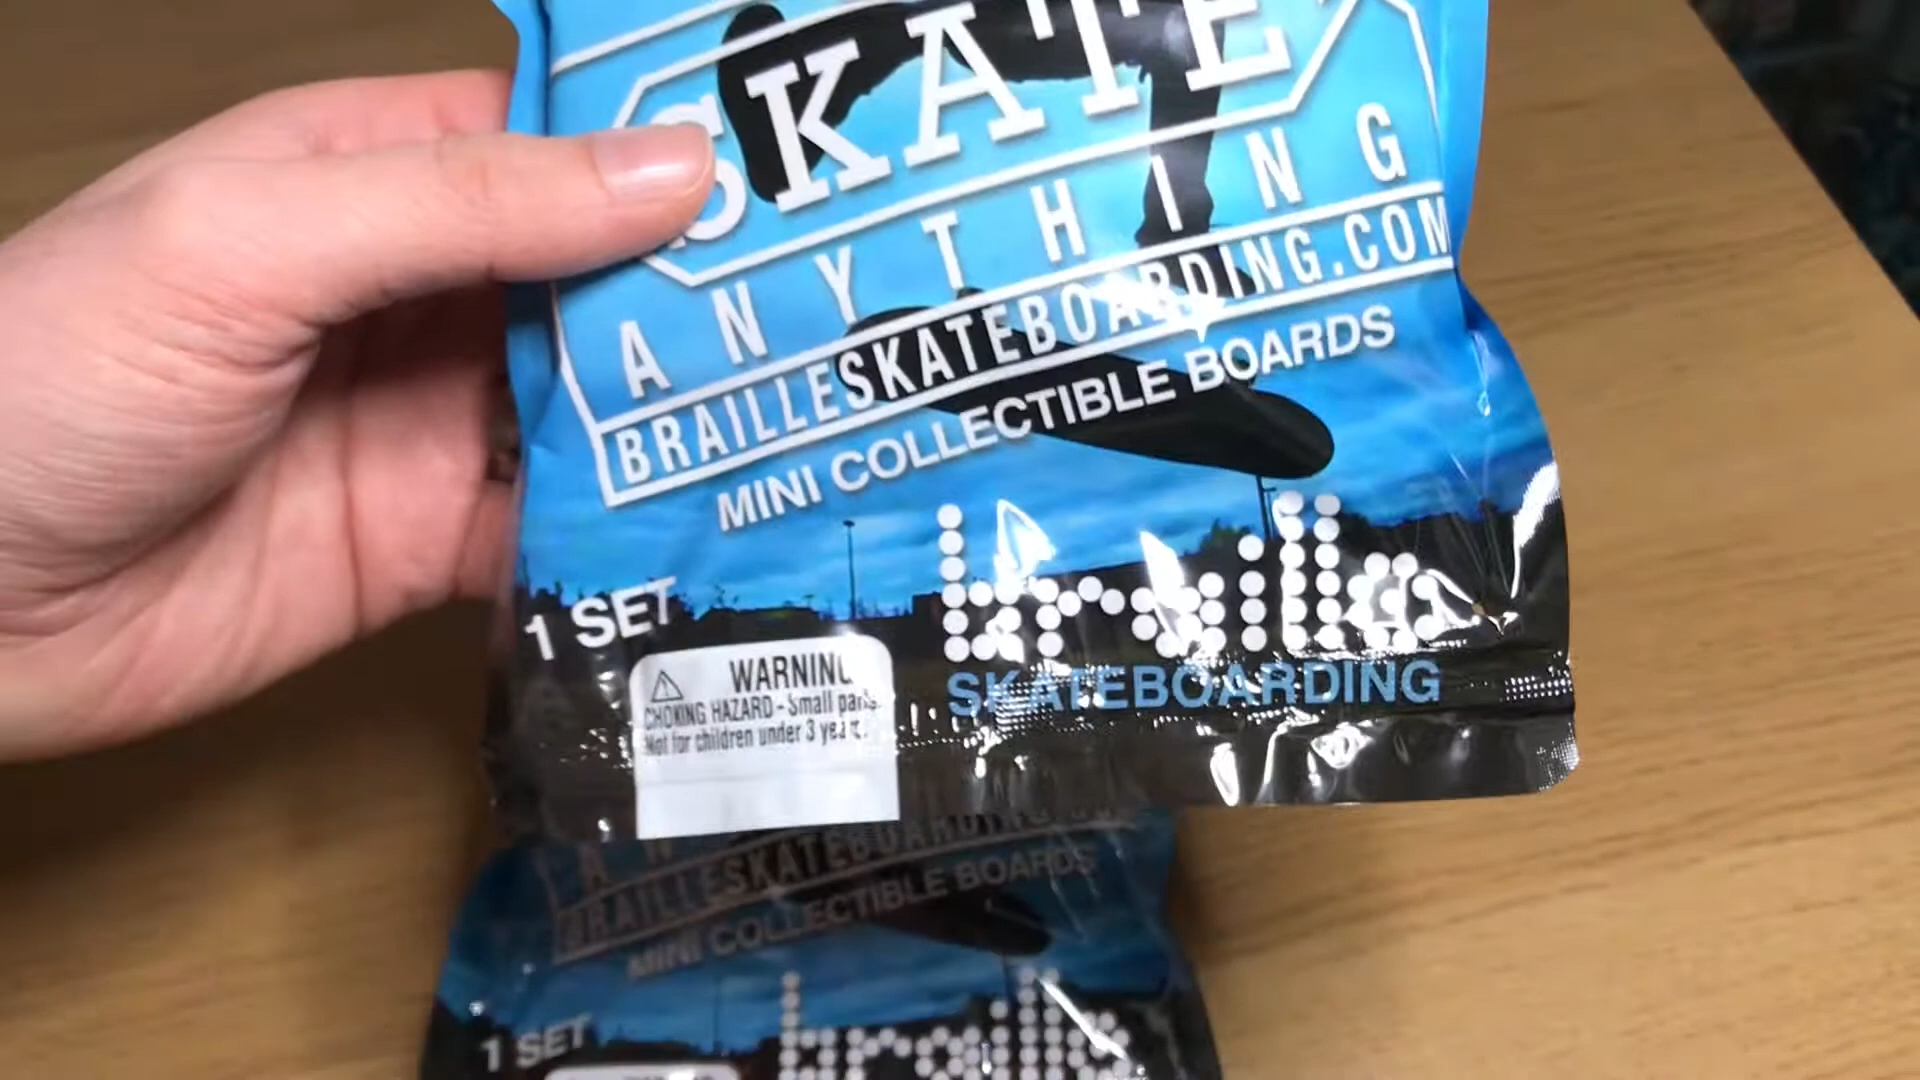 SKATE
ANYTHING
BRAILLESKATEBOARDING.COM
MINI COLLECTIBLE BOARDS
1 SET
braille
SKATEBOARDING
WARNING
CHOKING HAZARD - Small parts.
Not for children under 3 years.
BRAILLESKATEBOARDING
MINI COLLECTIBLE BOARDS
1 SET
braille